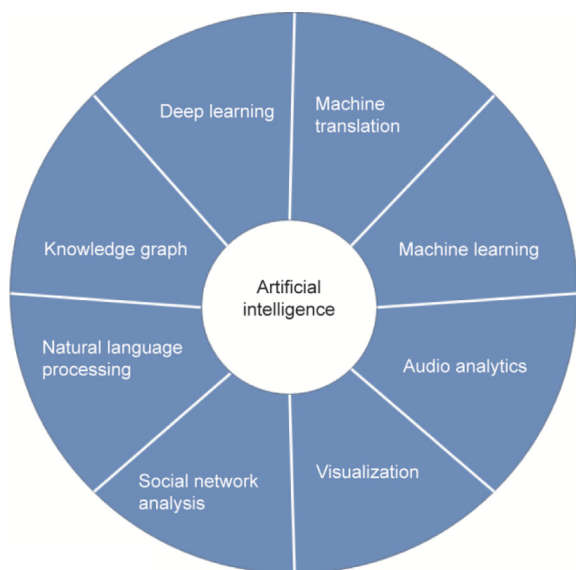 Deep learning
Machine
translation
Knowledge graph
Machine learning
Artificial
intelligence
Natural language
processing
Audio analytics
Social network
analysis
Visualization